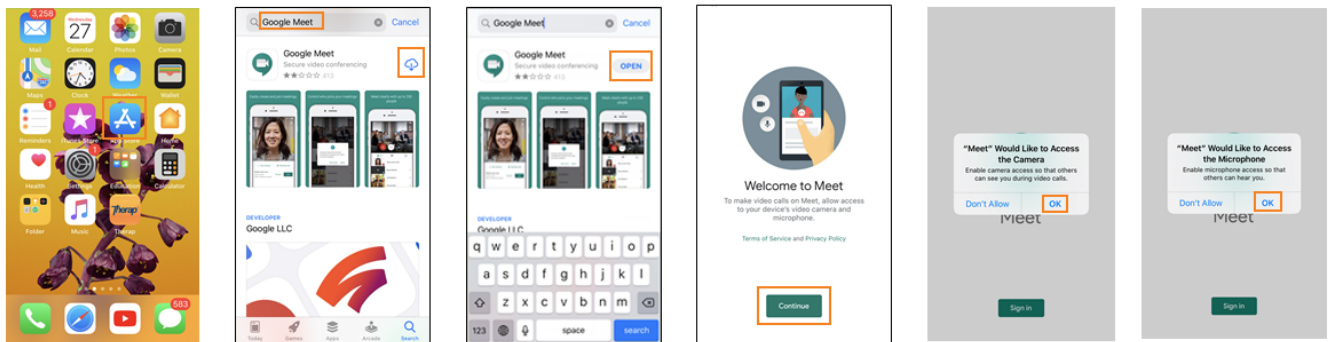 3,258
Wednesday
27
Mail
Calendar
Photos
Camera
Maps
Clock
Weather
Wallet
1
Reminders
iTunes Store
App Store
Home
1
Health
Settings
Education
Calculator
Therap
Folder
Music
Therap
583
Google Meet
Cancel
Google Meet
Secure video conferencing
413
DEVELOPER
Google LLC
Today
Games
Apps
Arcade
Search
Google Meet
Cancel
Google Meet
Secure video conferencing
413
OPEN
DEVELOPER
Google LLC
q w e r t y u i o p
a s d f g h j k l
z x c v b n m
123
space
search
Welcome to Meet
To make video calls on Meet, allow access
to your device's video camera and
microphone.
Terms of Service and Privacy Policy
Continue
"Meet" Would Like to Access
the Camera
Enable camera access so that others
can see you during video calls.
Don't Allow
OK
Meet
Sign in
"Meet" Would Like to Access
the Microphone
Enable microphone access so that
others can hear you.
Don't Allow
OK
Meet
Sign in